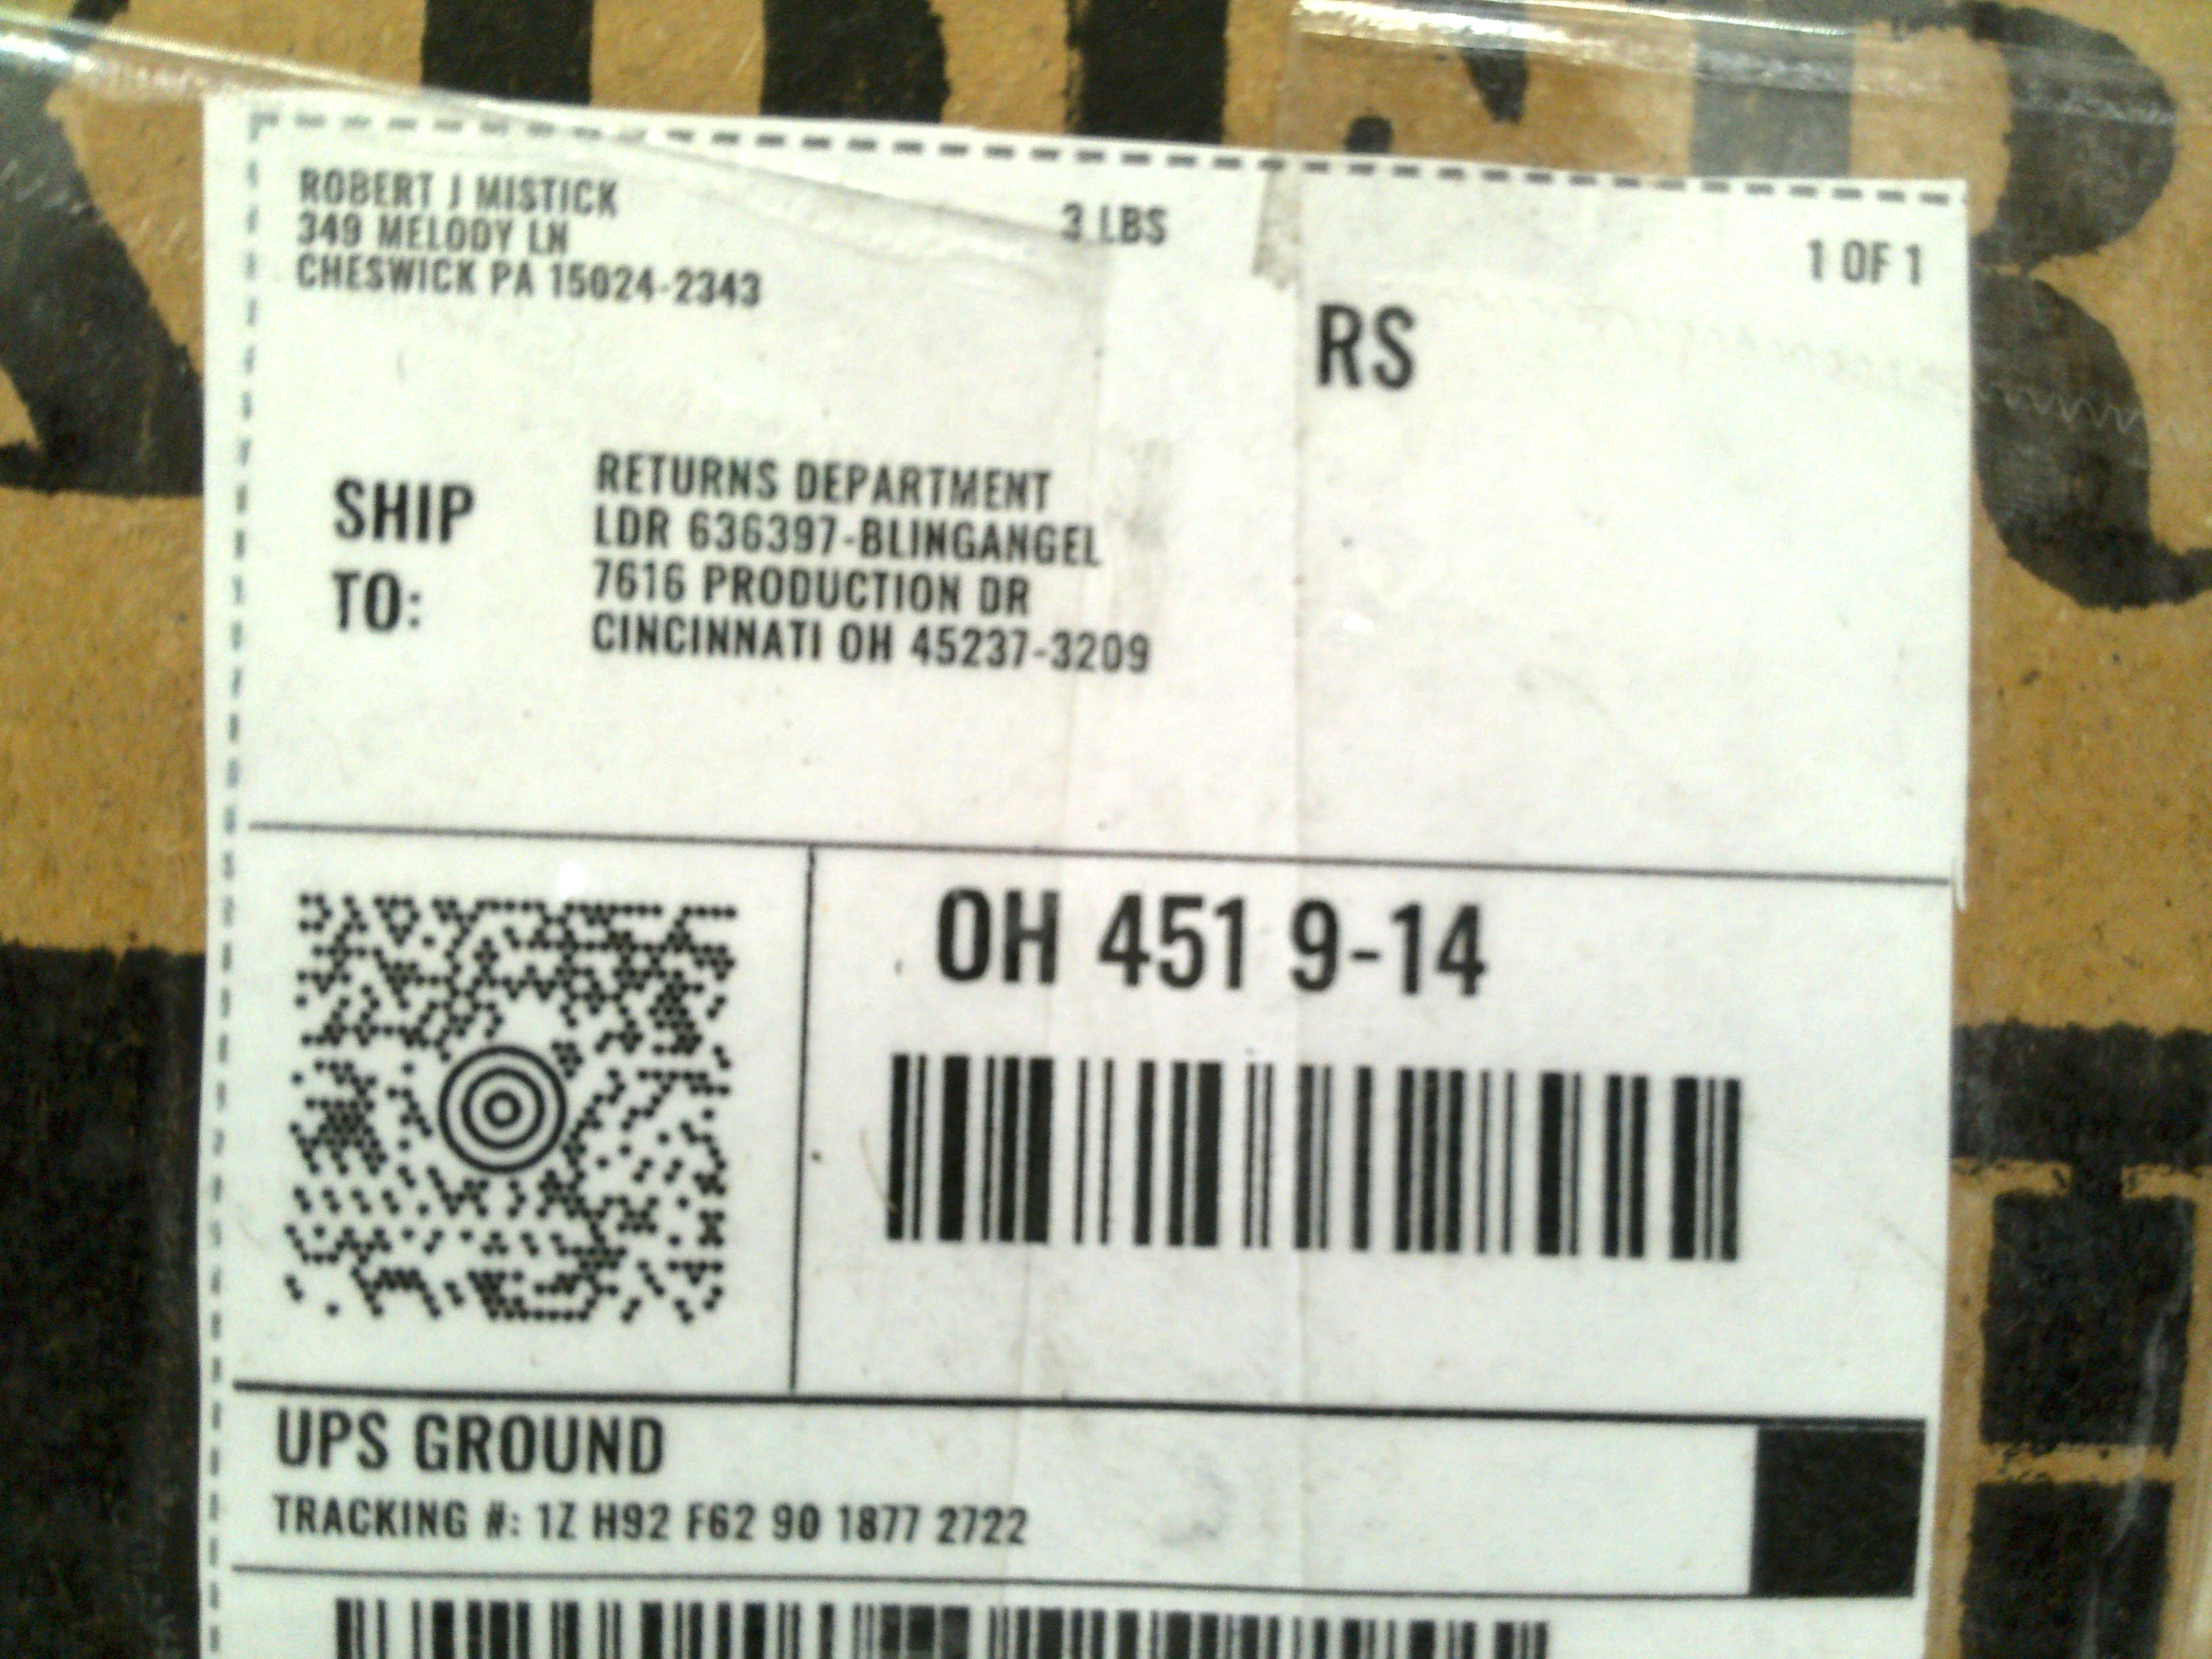 ROBERT J MISTICK
349 MELODY LN
CHESWICK PA 15024-2343
3 LBS
1 OF 1
RS
SHIP TO:
RETURNS DEPARTMENT
LDR 636397-BLINGANGEL
7616 PRODUCTION DR
CINCINNATI OH 45237-3209
OH 451 9-14
UPS GROUND
TRACKING #: 1Z H92 F62 90 1877 2722